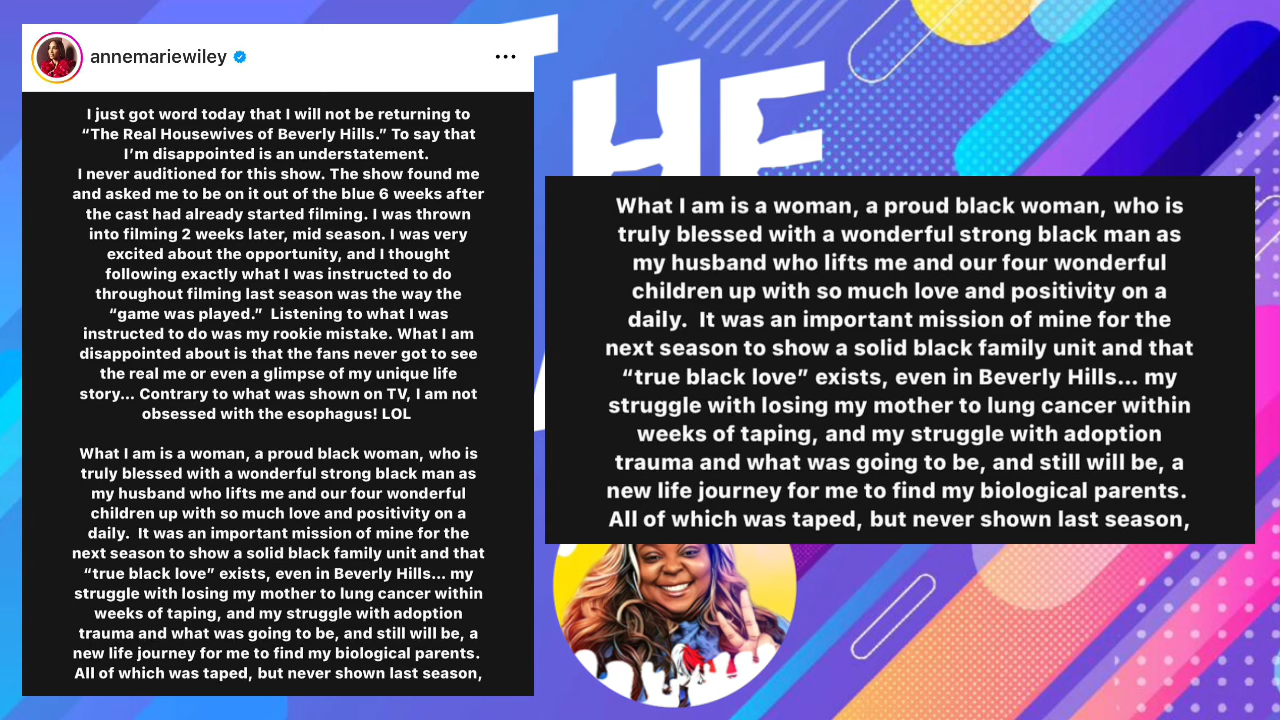 annemariewiley
I just got word today that I will not be returning to
“The Real Housewives of Beverly Hills.” To say that
I’m disappointed is an understatement.
I never auditioned for this show. The show found me
and asked me to be on it out of the blue 6 weeks after
the cast had already started filming. I was thrown
into filming 2 weeks later, mid season. I was very
excited about the opportunity, and I thought
following exactly what I was instructed to do
throughout filming last season was the way the
“game was played.”  Listening to what I was
instructed to do was my rookie mistake. What I am
disappointed about is that the fans never got to see
the real me or even a glimpse of my unique life
story... Contrary to what was shown on TV, I am not
obsessed with the esophagus! LOL
What I am is a woman, a proud black woman, who is
truly blessed with a wonderful strong black man as
my husband who lifts me and our four wonderful
children up with so much love and positivity on a
daily.  It was an important mission of mine for the
next season to show a solid black family unit and that
“true black love” exists, even in Beverly Hills... my
struggle with losing my mother to lung cancer within
weeks of taping, and my struggle with adoption
trauma and what was going to be, and still will be, a
new life journey for me to find my biological parents.
All of which was taped, but never shown last season,
HE
What I am is a woman, a proud black woman, who is
truly blessed with a wonderful strong black man as
my husband who lifts me and our four wonderful
children up with so much love and positivity on a
daily.  It was an important mission of mine for the
next season to show a solid black family unit and that
“true black love” exists, even in Beverly Hills... my
struggle with losing my mother to lung cancer within
weeks of taping, and my struggle with adoption
trauma and what was going to be, and still will be, a
new life journey for me to find my biological parents.
All of which was taped, but never shown last season,